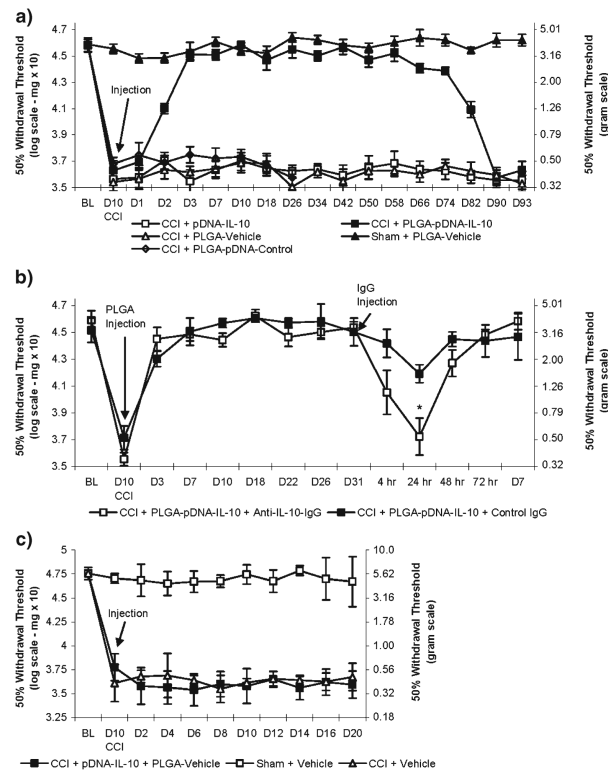 a)
50% Withdrawal Threshold
(log scale - mg x 10)
4.7
4.5
4.3
4.1
3.9
3.7
3.5
Injection
5.01
3.16
2.00
1.26
0.79
0.50
0.32
50% Withdrawal Threshold
(gram scale)
BL D10 D1 D2 D3 D7 D10 D18 D26 D34 D42 D50 D58 D66 D74 D82 D90 D93
CCI
CCI + pDNA-IL-10 CCI + PLGA-pDNA-IL-10
CCI + PLGA-Vehicle Sham + PLGA-Vehicle
CCI + PLGA-pDNA-Control
b)
50% Withdrawal Threshold
(log scale - mg x 10)
4.7
4.5
4.3
4.1
3.9
3.7
3.5
PLGA
Injection
IgG
Injection
*
5.01
3.16
2.00
1.26
0.79
0.50
0.32
50% Withdrawal Threshold
(gram scale)
BL D10 D3 D7 D10 D18 D22 D26 D31 4 hr 24 hr 48 hr 72 hr D7
CCI
CCI + PLGA-pDNA-IL-10 + Anti-IL-10-IgG CCI + PLGA-pDNA-IL-10 + Control IgG
c)
50% Withdrawal Threshold
(log scale - mg x 10)
5
4.75
4.5
4.25
4
3.75
3.5
3.25
Injection
10.0
5.62
3.16
1.78
1.00
0.56
0.32
0.18
50% Withdrawal Threshold
(gram scale)
BL D10 D2 D4 D6 D8 D10 D12 D14 D16 D20
CCI
CCI + pDNA-IL-10 + PLGA-Vehicle Sham + Vehicle CCI + Vehicle